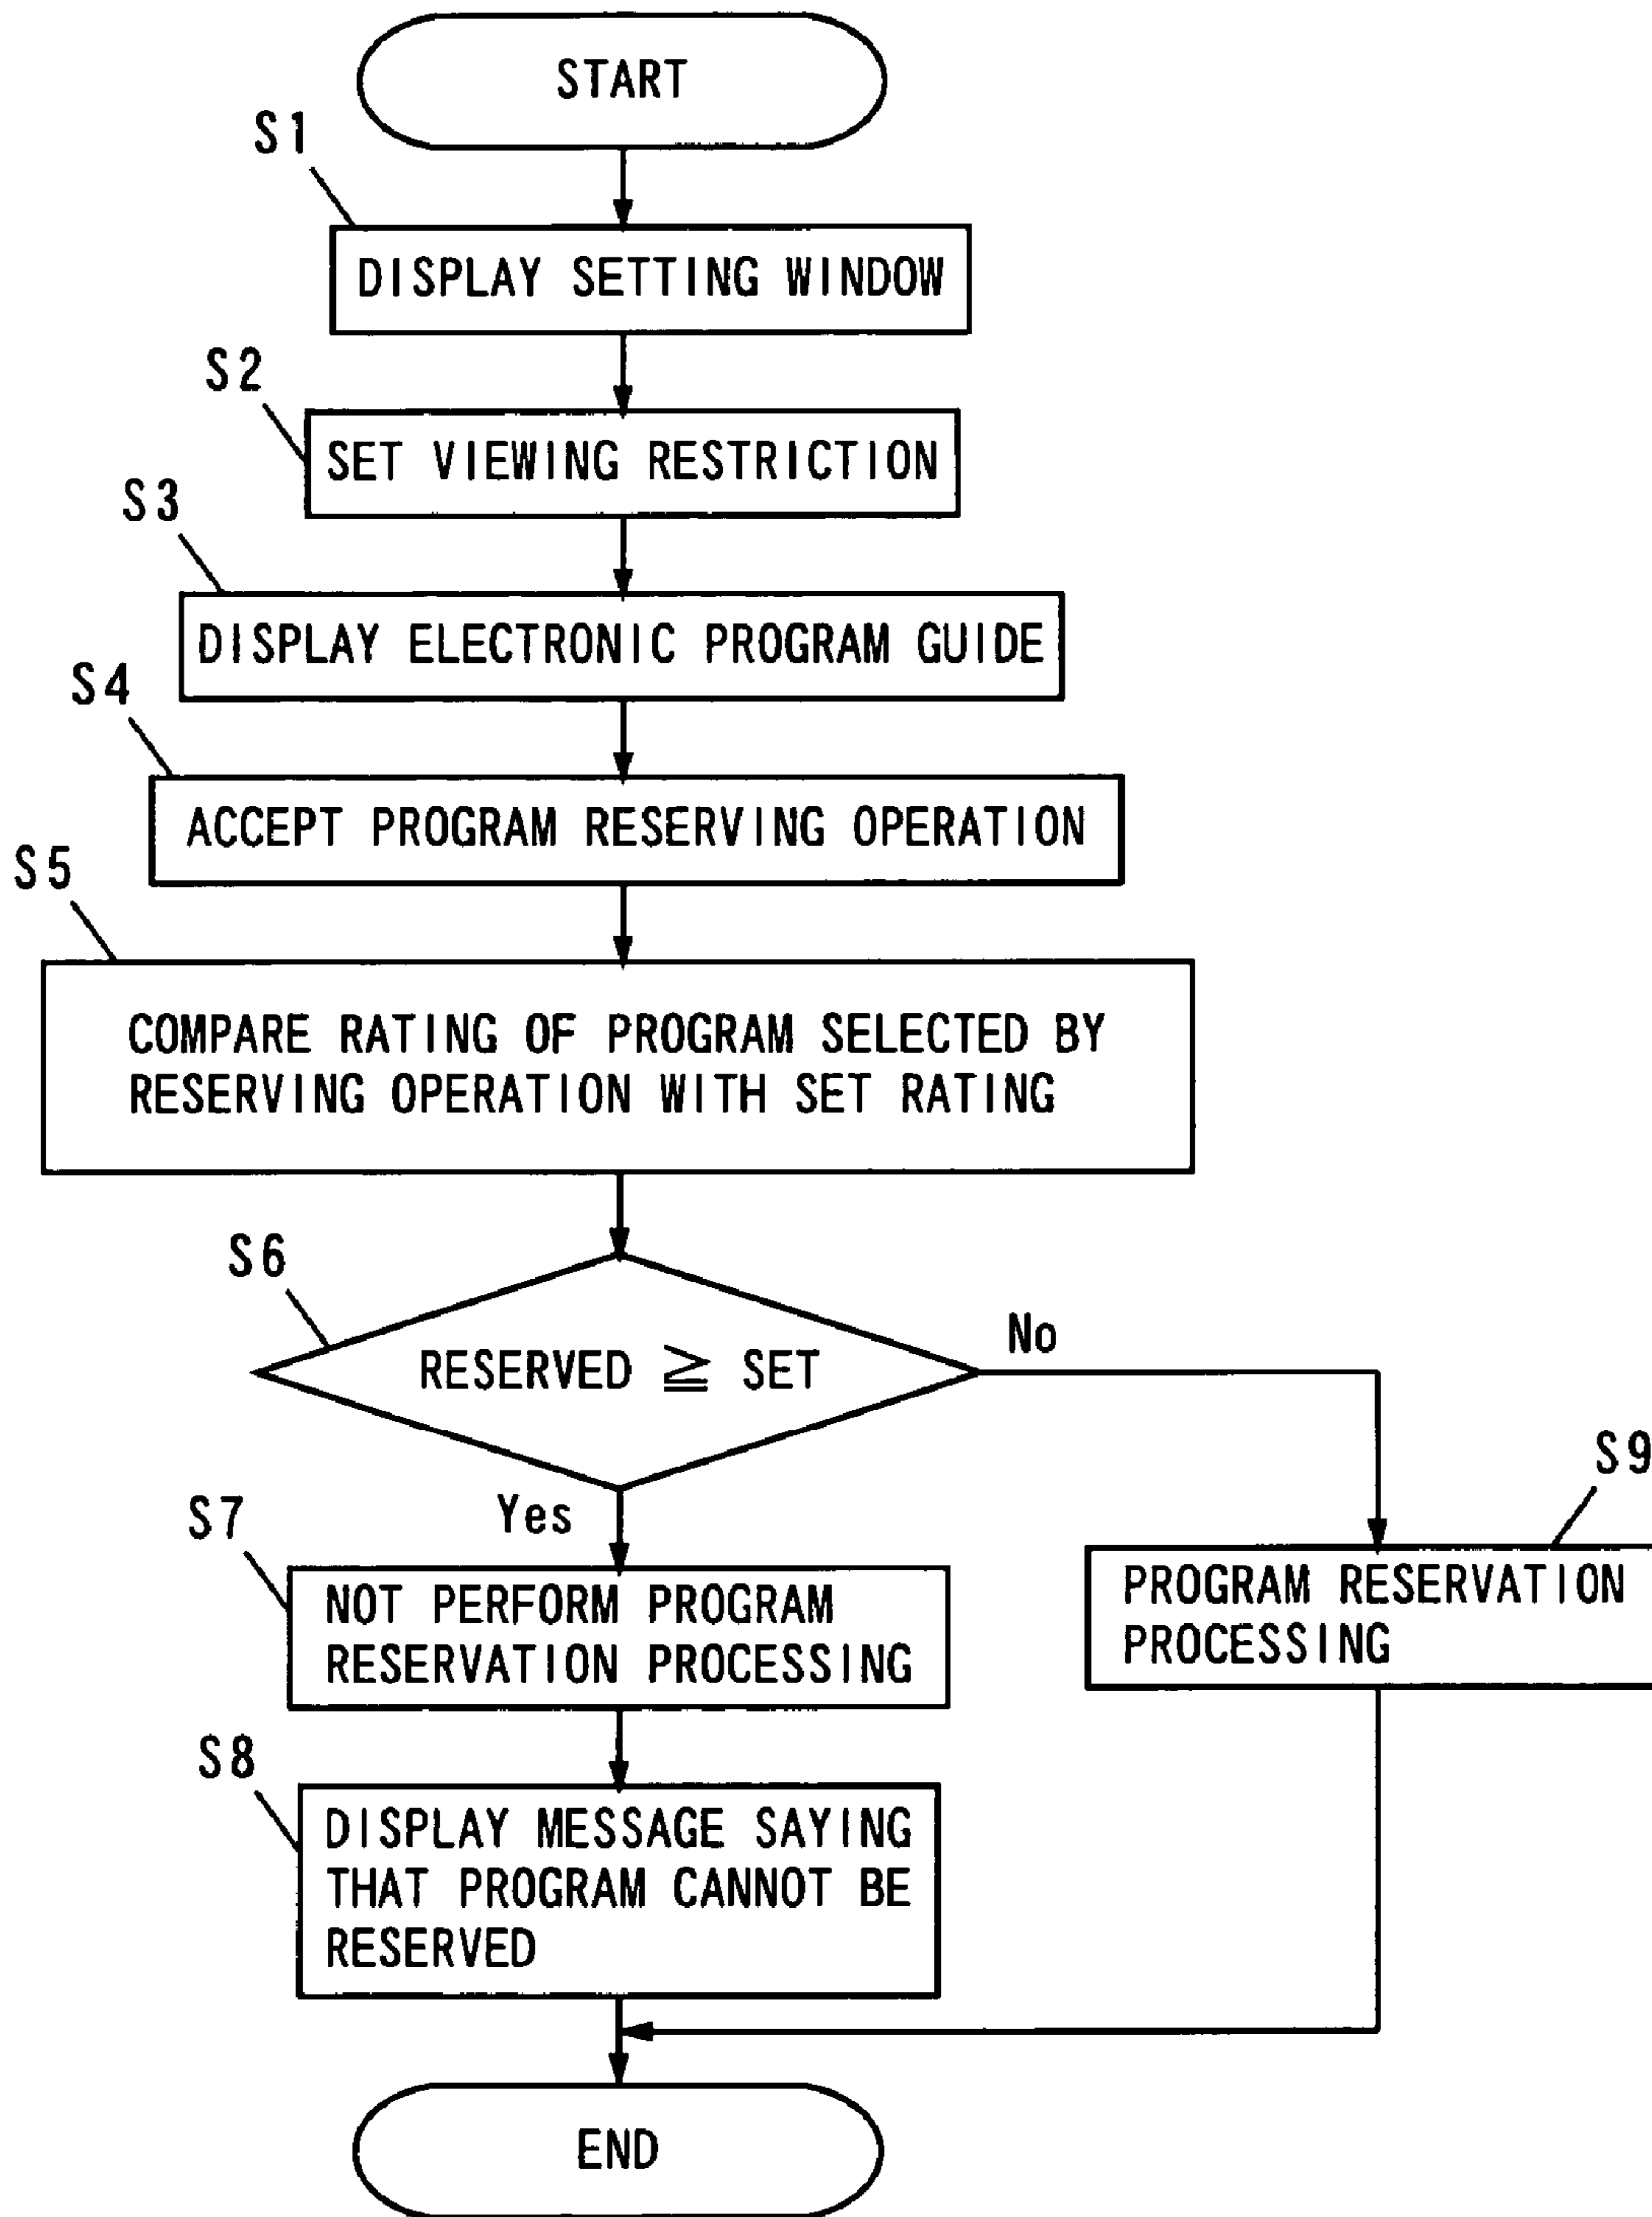 START
S1
DISPLAY SETTING WINDOW
S2
SET VIEWING RESTRICTION
S3
DISPLAY ELECTRONIC PROGRAM GUIDE
S4
ACCEPT PROGRAM RESERVING OPERATION
S5
COMPARE RATING OF PROGRAM SELECTED BY
RESERVING OPERATION WITH SET RATING
S6
RESERVED ≧ SET
No
Yes
S7
NOT PERFORM PROGRAM
RESERVATION PROCESSING
S9
PROGRAM RESERVATION
PROCESSING
S8
DISPLAY MESSAGE SAYING
THAT PROGRAM CANNOT BE
RESERVED
END